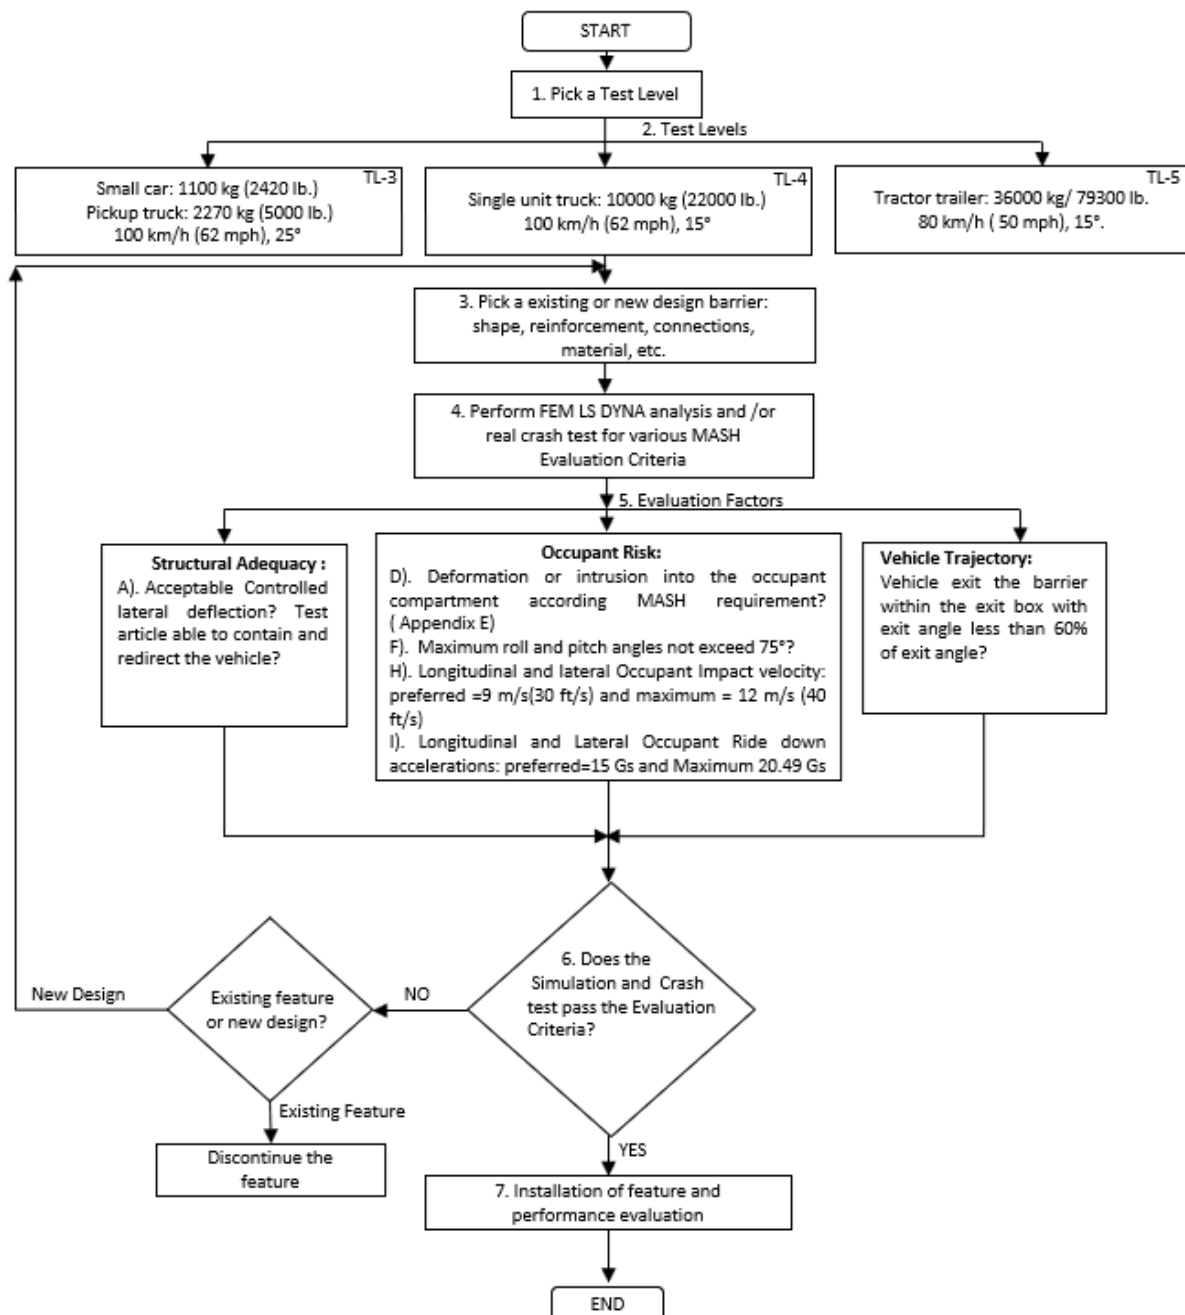 START
1. Pick a Test Level
2. Test Levels
TL-3
Small car: 1100 kg (2420 lb.)
Pickup truck: 2270 kg (5000 lb.)
100 km/h (62 mph), 25°
TL-4
Single unit truck: 10000 kg (22000 lb.)
100 km/h (62 mph), 15°
TL-5
Tractor trailer: 36000 kg/ 79300 lb.
80 km/h ( 50 mph), 15°.
3. Pick a existing or new design barrier:
shape, reinforcement, connections,
material, etc.
4. Perform FEM LS DYNA analysis and /or
real crash test for various MASH
Evaluation Criteria
5. Evaluation Factors
Structural Adequacy :
A). Acceptable Controlled
lateral deflection? Test
article able to contain and
redirect the vehicle?
Occupant Risk:
D). Deformation or intrusion into the occupant
compartment according MASH requirement?
( Appendix E)
F). Maximum roll and pitch angles not exceed 75°?
H). Longitudinal and lateral Occupant Impact velocity:
preferred =9 m/s(30 ft/s) and maximum = 12 m/s (40
ft/s)
I). Longitudinal and Lateral Occupant Ride down
accelerations: preferred=15 Gs and Maximum 20.49 Gs
Vehicle Trajectory:
Vehicle exit the barrier
within the exit box with
exit angle less than 60%
of exit angle?
6. Does the
Simulation and Crash
test pass the Evaluation
Criteria?
NO
Existing feature
or new design?
New Design
Existing Feature
Discontinue the
feature
YES
7. Installation of feature and
performance evaluation
END